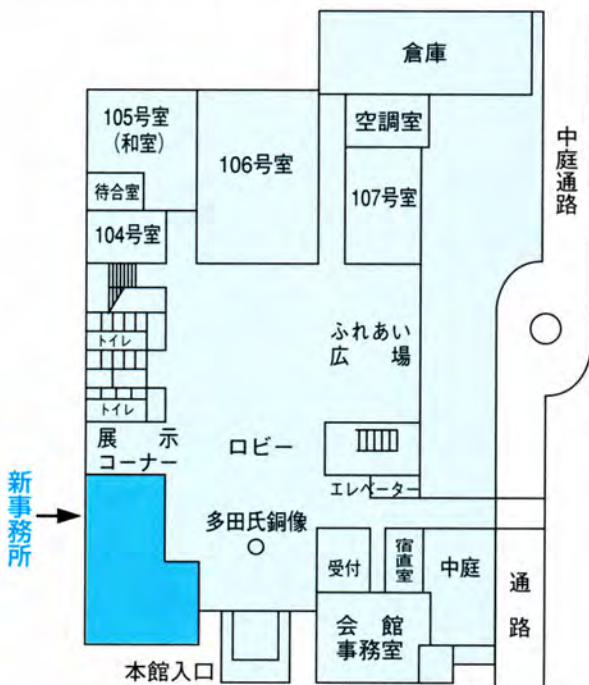 倉庫
105号室
（和室）
106号室
空調室
中庭通路
待合室
107号室
104号室
トイレ
ふれあい
広　場
トイレ
展　示
コーナー
ロビー
エレベーター
新事務所
多田氏銅像
受付
宿直室
中庭
通路
会　館
事務室
本館入口